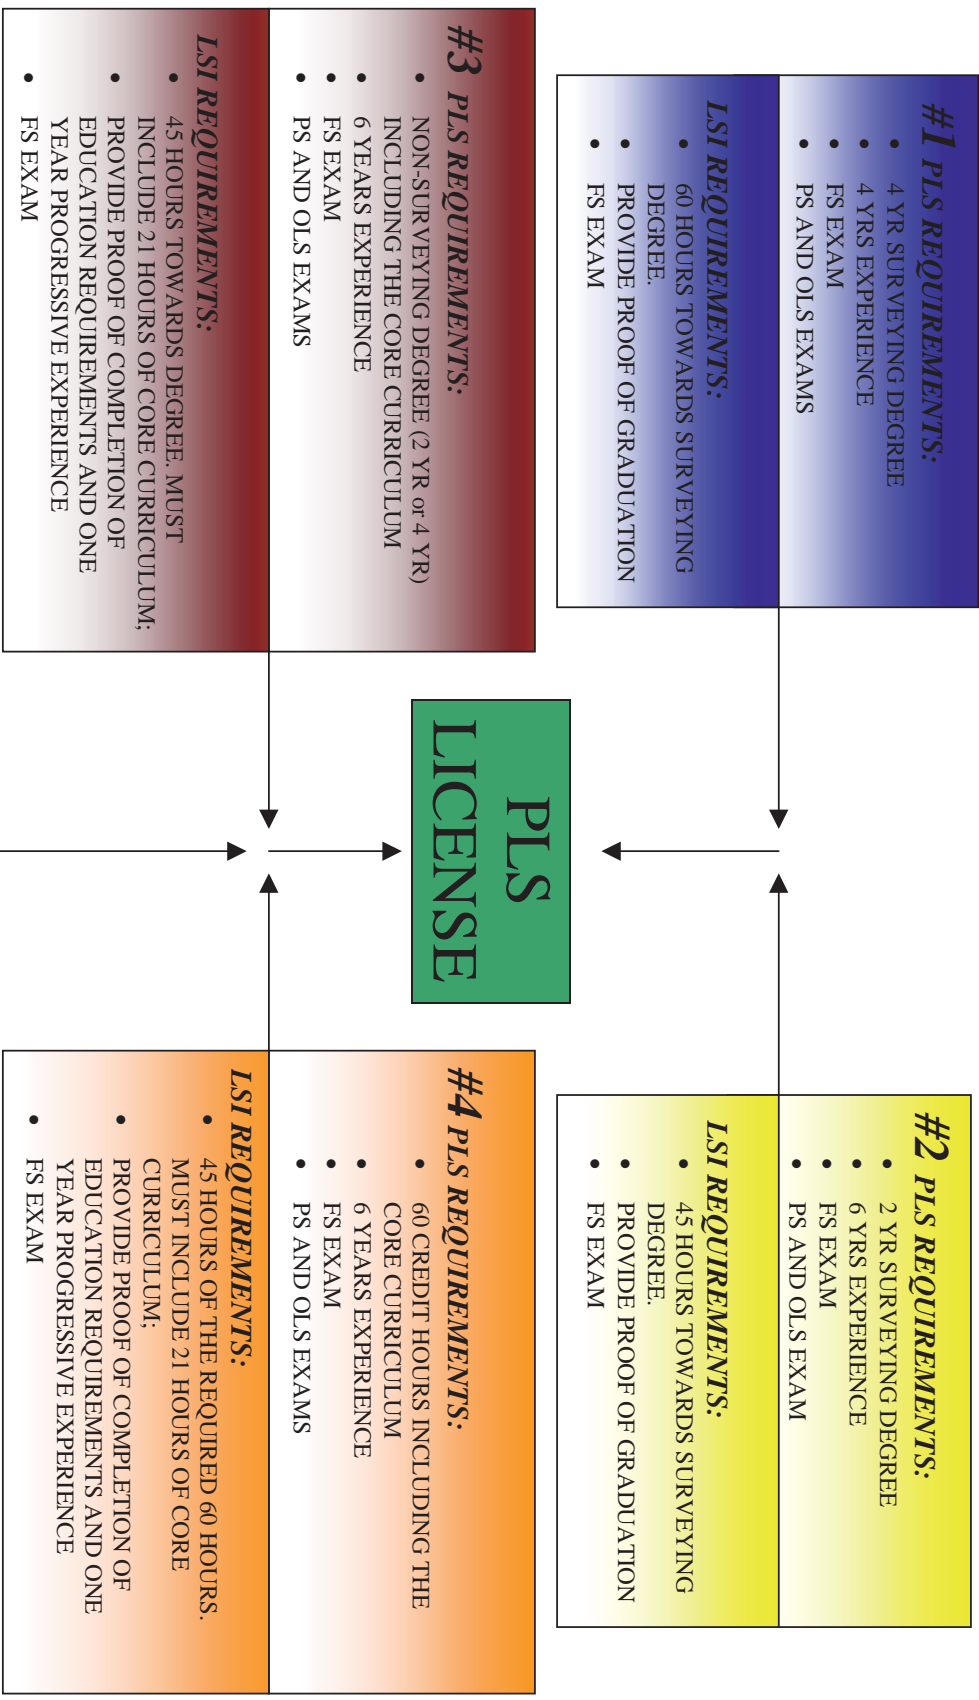 #1 PLS REQUIREMENTS:
• 4 YR SURVEYING DEGREE
• 4 YRS EXPERIENCE
• FS EXAM
• PS AND OLS EXAMS
LSI REQUIREMENTS:
• 60 HOURS TOWARDS SURVEYING
DEGREE.
• PROVIDE PROOF OF GRADUATION
• FS EXAM
#2 PLS REQUIREMENTS:
• 2 YR SURVEYING DEGREE
• 6 YRS EXPERIENCE
• FS EXAM
• PS AND OLS EXAM
LSI REQUIREMENTS:
• 45 HOURS TOWARDS SURVEYING
DEGREE.
• PROVIDE PROOF OF GRADUATION
• FS EXAM
PLS
LICENSE
#3 PLS REQUIREMENTS:
• NON-SURVEYING DEGREE (2 YR or 4 YR)
INCLUDING THE CORE CURRICULUM
• 6 YEARS EXPERIENCE
• FS EXAM
• PS AND OLS EXAMS
LSI REQUIREMENTS:
• 45 HOURS TOWARDS DEGREE. MUST
INCLUDE 21 HOURS OF CORE CURRICULUM;
• PROVIDE PROOF OF COMPLETION OF
EDUCATION REQUIREMENTS AND ONE
YEAR PROGRESSIVE EXPERIENCE
• FS EXAM
#4 PLS REQUIREMENTS:
• 60 CREDIT HOURS INCLUDING THE
CORE CURRICULUM
• 6 YEARS EXPERIENCE
• FS EXAM
• PS AND OLS EXAMS
LSI REQUIREMENTS:
• 45 HOURS OF THE REQUIRED 60 HOURS.
MUST INCLUDE 21 HOURS OF CORE
CURRICULUM;
• PROVIDE PROOF OF COMPLETION OF
EDUCATION REQUIREMENTS AND ONE
YEAR PROGRESSIVE EXPERIENCE
• FS EXAM